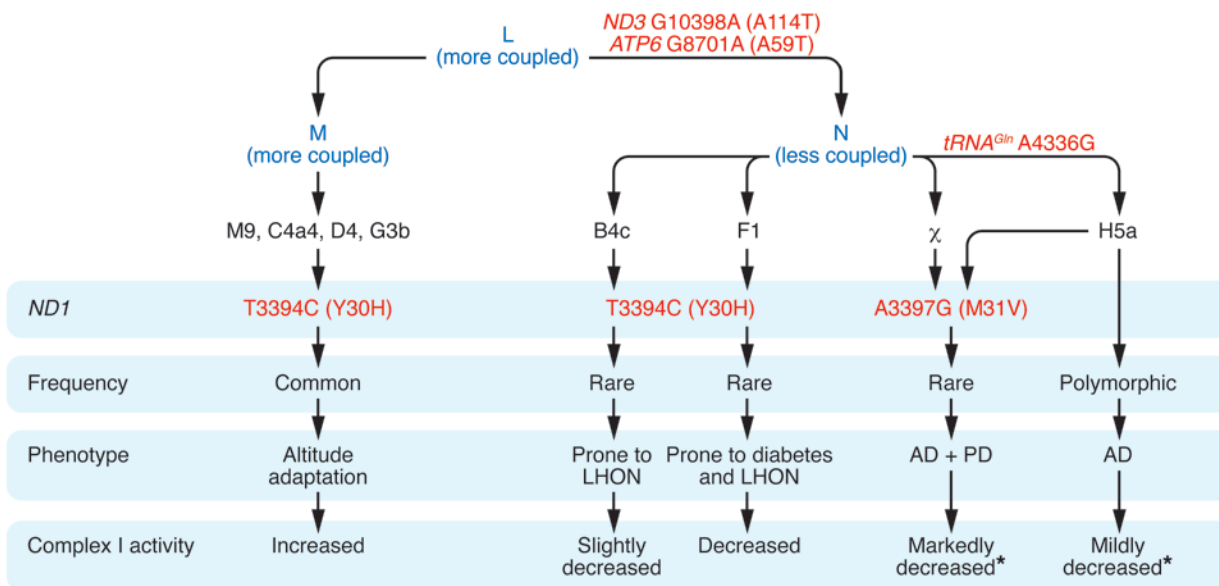 ND3 G10398A (A114T)
ATP6 G8701A (A59T)
L
(more coupled)
M
(more coupled)
N
(less coupled)
tRNA^Gln A4336G
M9, C4a4, D4, G3b
B4c
F1
χ
H5a
ND1
T3394C (Y30H)
T3394C (Y30H)
A3397G (M31V)
Frequency
Common
Rare
Rare
Rare
Polymorphic
Phenotype
Altitude
adaptation
Prone to
LHON
Prone to diabetes
and LHON
AD + PD
AD
Complex I activity
Increased
Slightly
decreased
Decreased
Markedly
decreased*
Mildly
decreased*